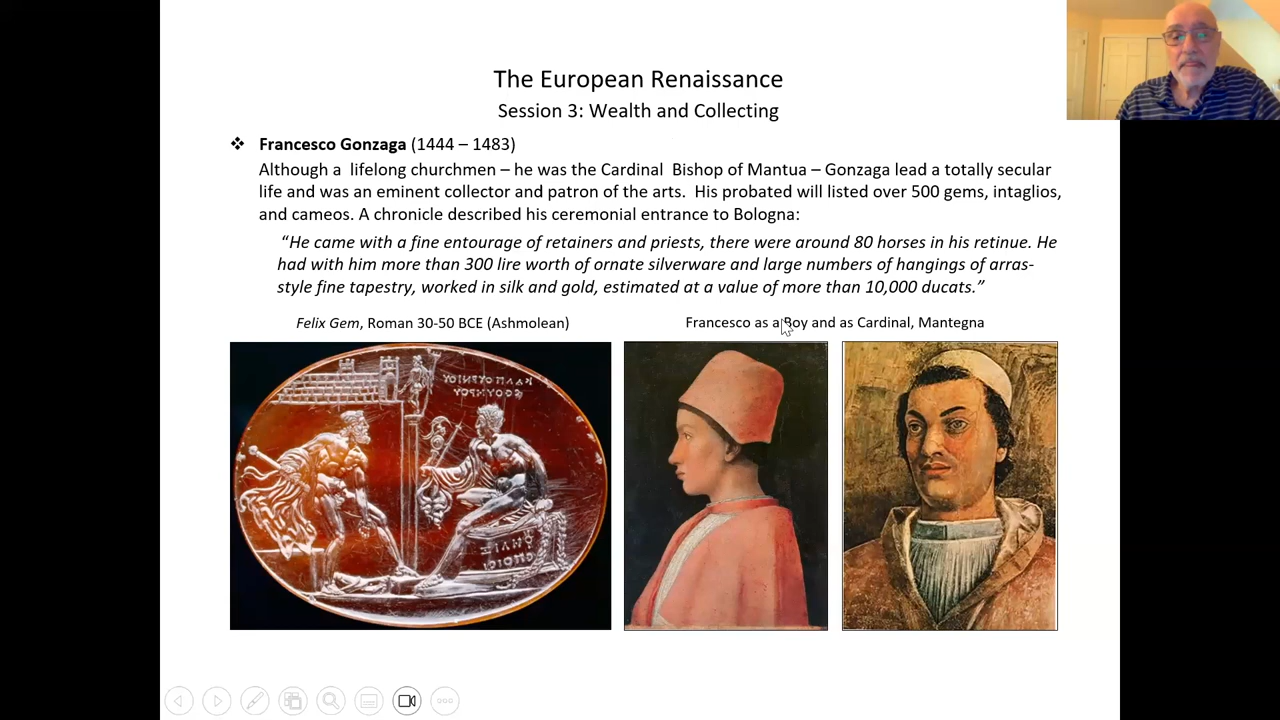 The European Renaissance
Session 3: Wealth and Collecting
❖ Francesco Gonzaga (1444 – 1483)
Although a lifelong churchmen – he was the Cardinal Bishop of Mantua – Gonzaga lead a totally secular
life and was an eminent collector and patron of the arts. His probated will listed over 500 gems, intaglios,
and cameos. A chronicle described his ceremonial entrance to Bologna:
“He came with a fine entourage of retainers and priests, there were around 80 horses in his retinue. He
had with him more than 300 lire worth of ornate silverware and large numbers of hangings of arras-
style fine tapestry, worked in silk and gold, estimated at a value of more than 10,000 ducats.”
Felix Gem, Roman 30-50 BCE (Ashmolean)
Francesco as a Boy and as Cardinal, Mantegna